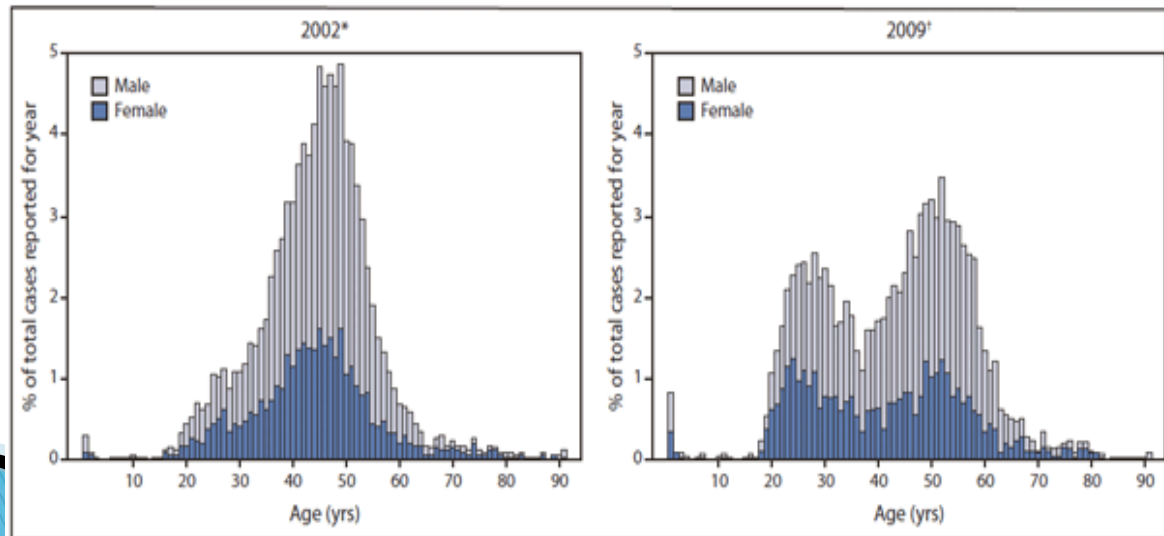 2002*
5
4
3
2
1
0
% of total cases reported for year
Male
Female
10 20 30 40 50 60 70 80 90
Age (yrs)
2009†
5
4
3
2
1
0
% of total cases reported for year
Male
Female
10 20 30 40 50 60 70 80 90
Age (yrs)